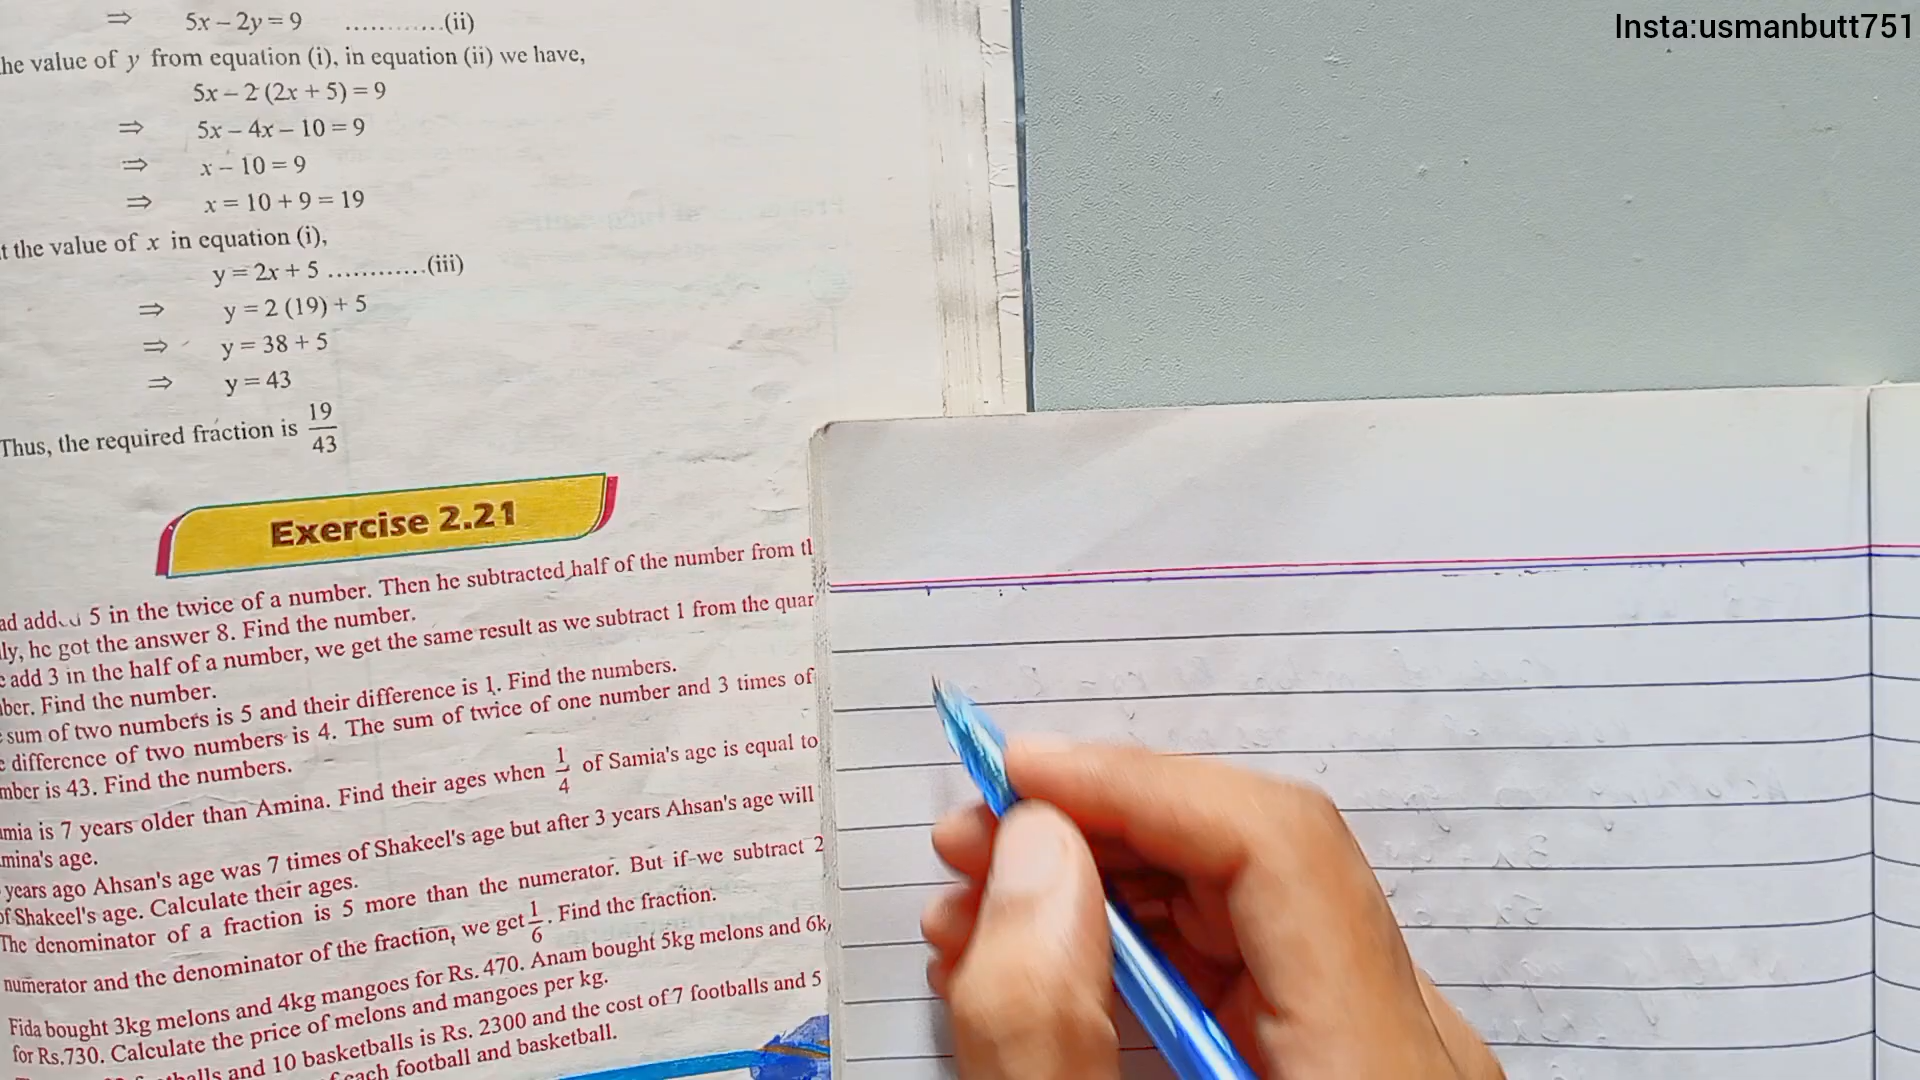 Insta:usmanbutt751
⇒ 5x – 2y = 9 ............(ii)
he value of y from equation (i), in equation (ii) we have,
5x – 2 (2x + 5) = 9
⇒ 5x – 4x – 10 = 9
⇒ x – 10 = 9
⇒ x = 10 + 9 = 19
t the value of x in equation (i),
y = 2x + 5 ............(iii)
⇒ y = 2 (19) + 5
⇒ y = 38 + 5
⇒ y = 43
Thus, the required fraction is 19/43
Exercise 2.21
ad added 5 in the twice of a number. Then he subtracted half of the number from
ly, he got the answer 8. Find the number.
add 3 in the half of a number, we get the same result as we subtract 1 from the quar
ber. Find the number.
sum of two numbers is 5 and their difference is 1. Find the numbers.
difference of two numbers is 4. The sum of twice of one number and 3 times of
mber is 43. Find the numbers.
mia is 7 years older than Amina. Find their ages when 1/4 of Samia's age is equal to
mina's age.
years ago Ahsan's age was 7 times of Shakeel's age but after 3 years Ahsan's age will
of Shakeel's age. Calculate their ages.
The denominator of a fraction is 5 more than the numerator. But if we subtract 2
numerator and the denominator of the fraction, we get 1/6. Find the fraction.
Fida bought 3kg melons and 4kg mangoes for Rs. 470. Anam bought 5kg melons and 6k
for Rs.730. Calculate the price of melons and mangoes per kg.
balls and 10 basketballs is Rs. 2300 and the cost of 7 footballs and 5
each football and basketball.